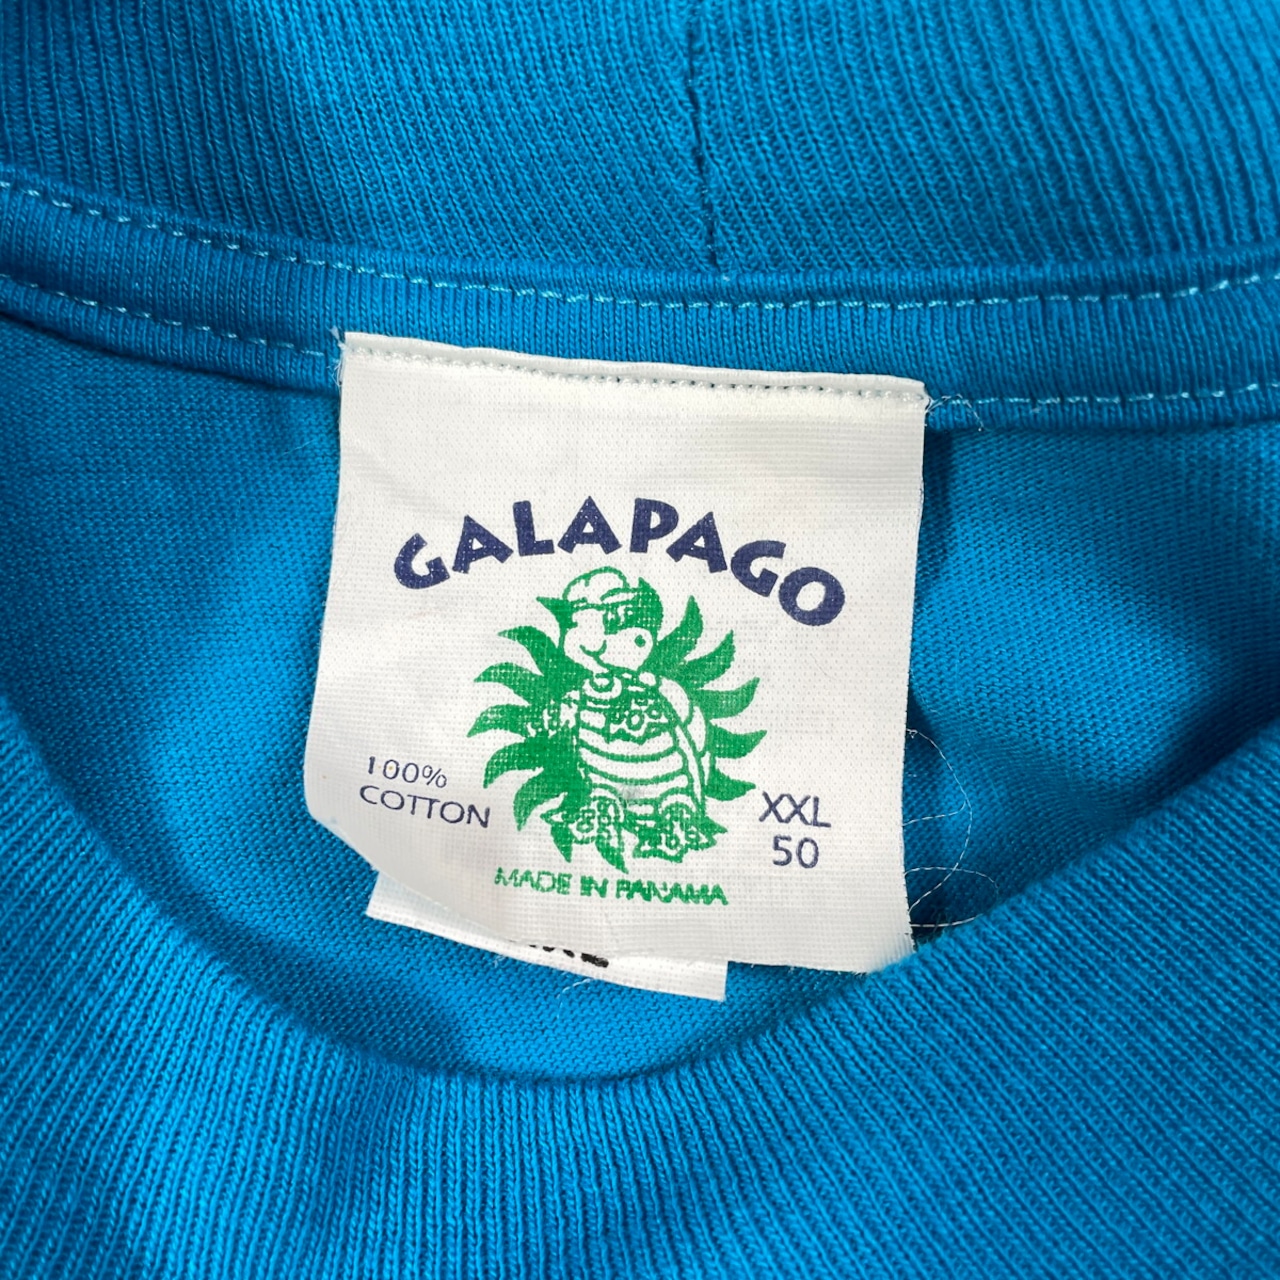 GALAPAGO
100%
COTTON
XXL
50
MADE IN PANAMA